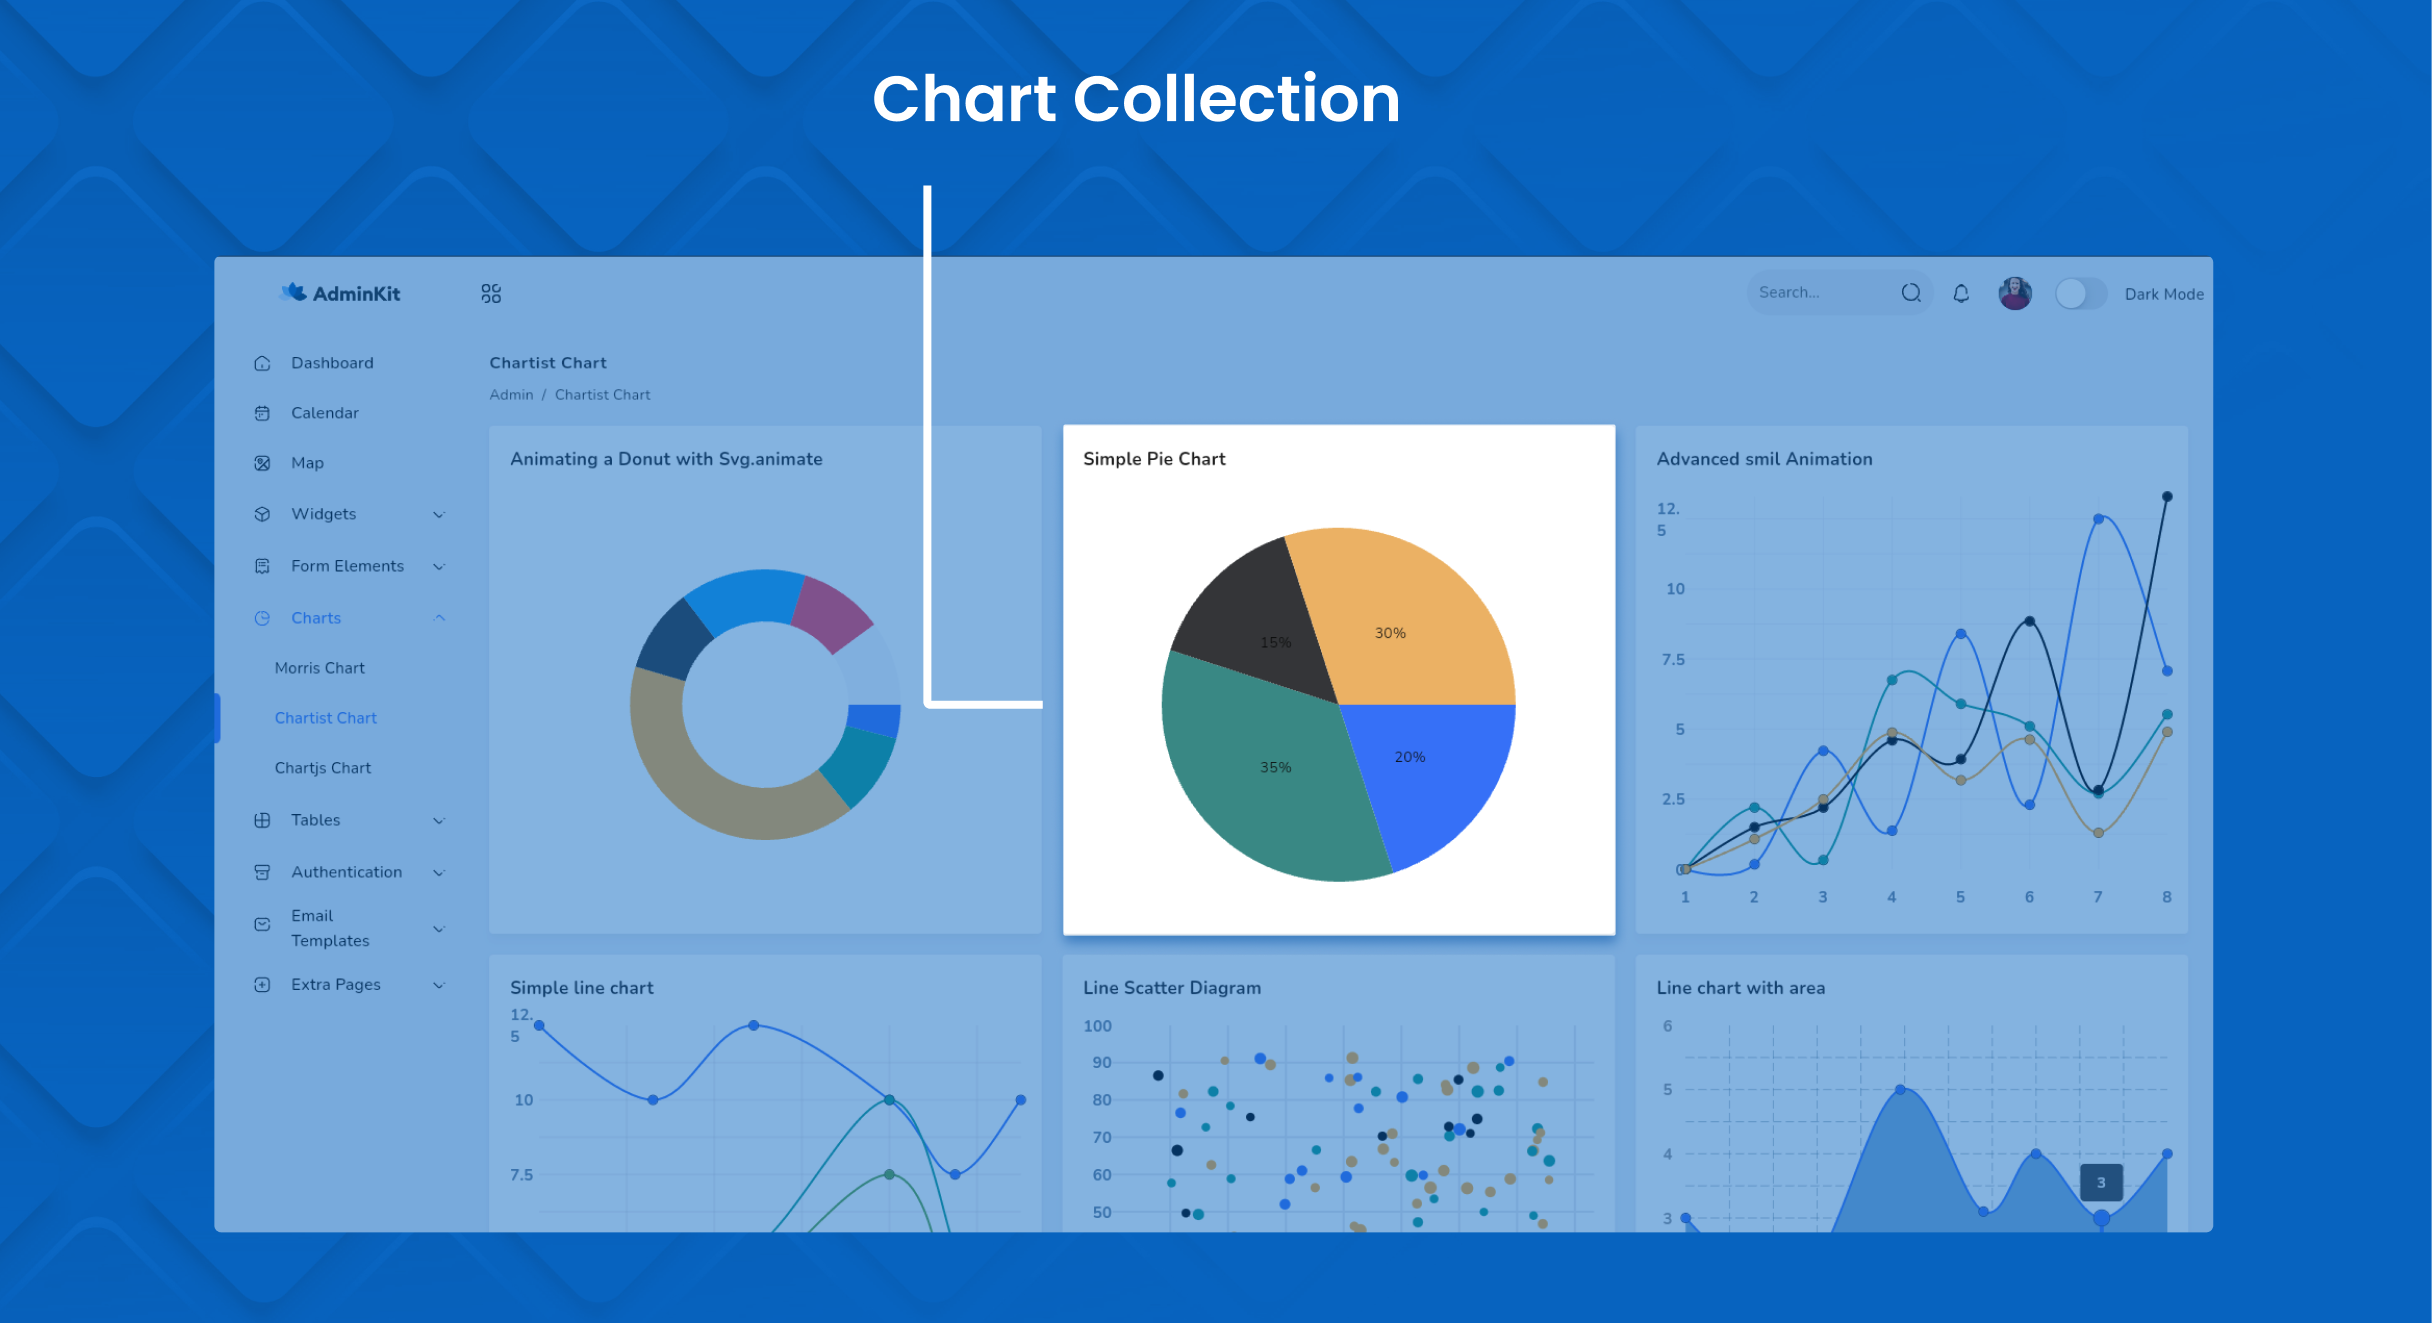 Chart Collection
AdminKit
Search...
Dark Mode
Dashboard
Calendar
Map
Widgets
Form Elements
Charts
Morris Chart
Chartist Chart
Chartjs Chart
Tables
Authentication
Email
Templates
Extra Pages
Chartist Chart
Admin / Chartist Chart
Animating a Donut with Svg.animate
Simple Pie Chart
15%
30%
35%
20%
Advanced smil Animation
12.
5
10
7.5
5
2.5
0
1 2 3 4 5 6 7 8
Simple line chart
12.
5
10
7.5
Line Scatter Diagram
100
90
80
70
60
50
Line chart with area
6
5
4
3
3